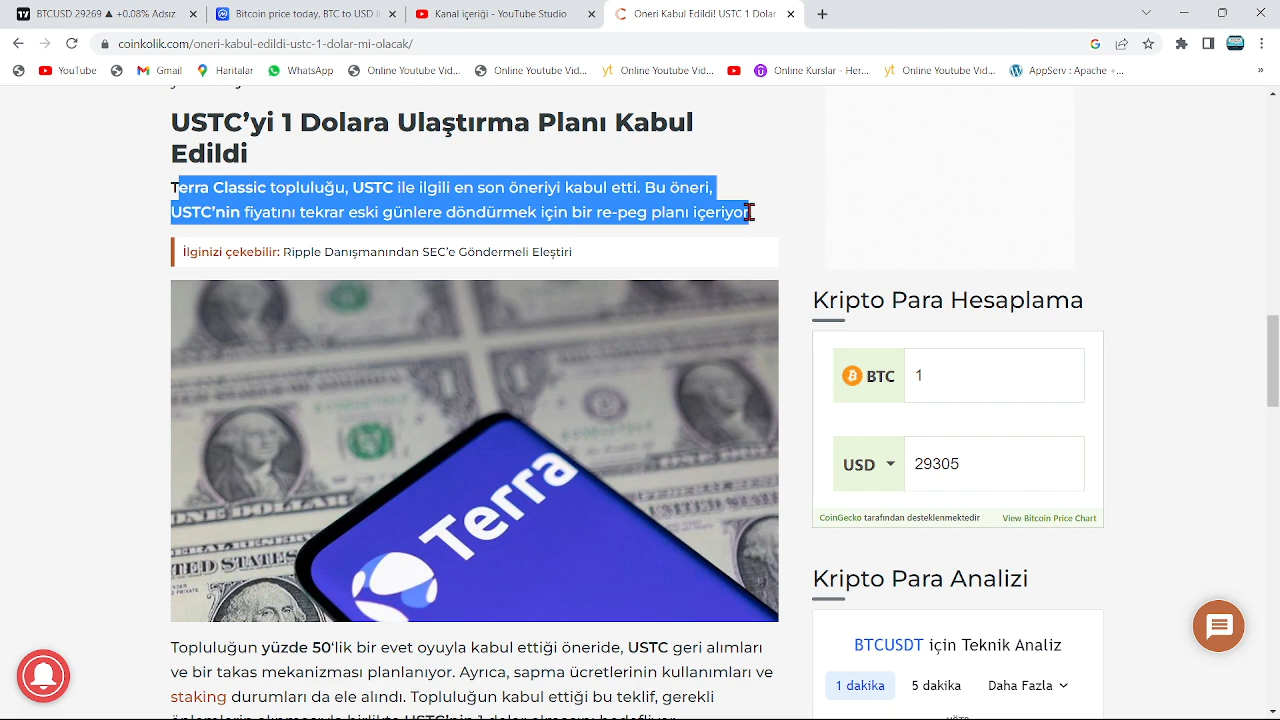 BTCUSD 29269 ▲ +0.08% Adsız
Bitcoin price today, BTC to USD li
Kanal içeriği - YouTube Studio
Öneri Kabul Edildi! USTC 1 Dolar
coinkolik.com/oneri-kabul-edildi-ustc-1-dolar-mi-olacak/
YouTube
Gmail
Haritalar
WhatsApp
Online Youtube Vid...
Online Youtube Vid...
Online Youtube Vid...
Online Kurslar - Her...
Online Youtube Vid...
AppServ : Apache +...
USTC’yi 1 Dolara Ulaştırma Planı Kabul
Edildi
Terra Classic topluluğu, USTC ile ilgili en son öneriyi kabul etti. Bu öneri,
USTC’nin fiyatını tekrar eski günlere döndürmek için bir re-peg planı içeriyor.
İlginizi çekebilir: Ripple Danışmanından SEC’e Göndermeli Eleştiri
Terra
ONE DOLLAR
FEDERAL RESERVE
UNITED STATES
Topluluğun yüzde 50‘lik bir evet oyuyla kabul ettiği öneride, USTC geri alımları
ve bir takas mekanizması planlanıyor. Ayrıca, sapma ücretlerinin kullanımları ve
staking durumları da ele alındı. Topluluğun kabul ettiği bu teklif, gerekli
Kripto Para Hesaplama
BTC 1
USD 29305
CoinGecko tarafından desteklenmektedir View Bitcoin Price Chart
Kripto Para Analizi
BTCUSDT için Teknik Analiz
1 dakika 5 dakika Daha Fazla